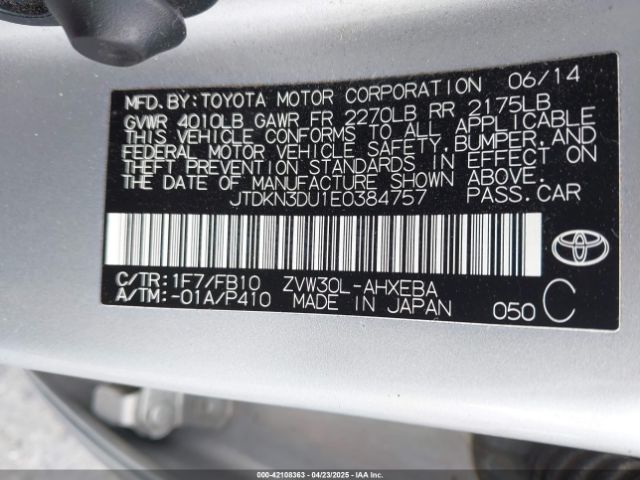 MFD. BY: TOYOTA MOTOR CORPORATION 06/14
GVWR 4010LB GAWR FR 2270LB RR 2175LB
THIS VEHICLE CONFORMS TO ALL APPLICABLE
FEDERAL MOTOR VEHICLE SAFETY, BUMPER, AND
THEFT PREVENTION STANDARDS IN EFFECT ON
THE DATE OF MANUFACTURE SHOWN ABOVE.
JTDKN3DU1E0384757 PASS. CAR
C/TR: 1F7/FB10 ZVW30L-AHXEBA
A/TM: -01A/P410 MADE IN JAPAN
050 C
TOYOTA
000-42108363 - 04/23/2025 - IAAI.COM